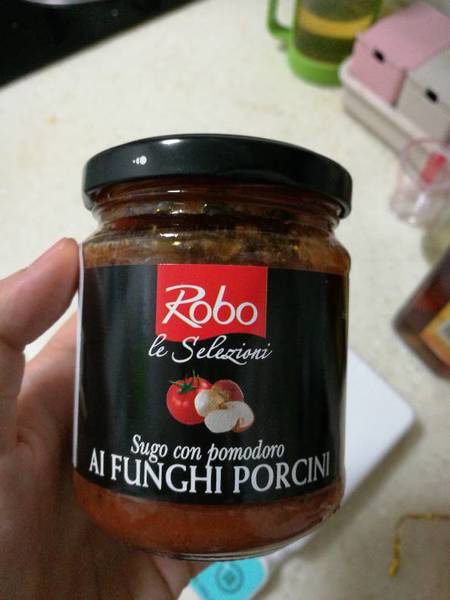 Robo
le Selezioni
Sugo con pomodoro
AI FUNGHI PORCINI